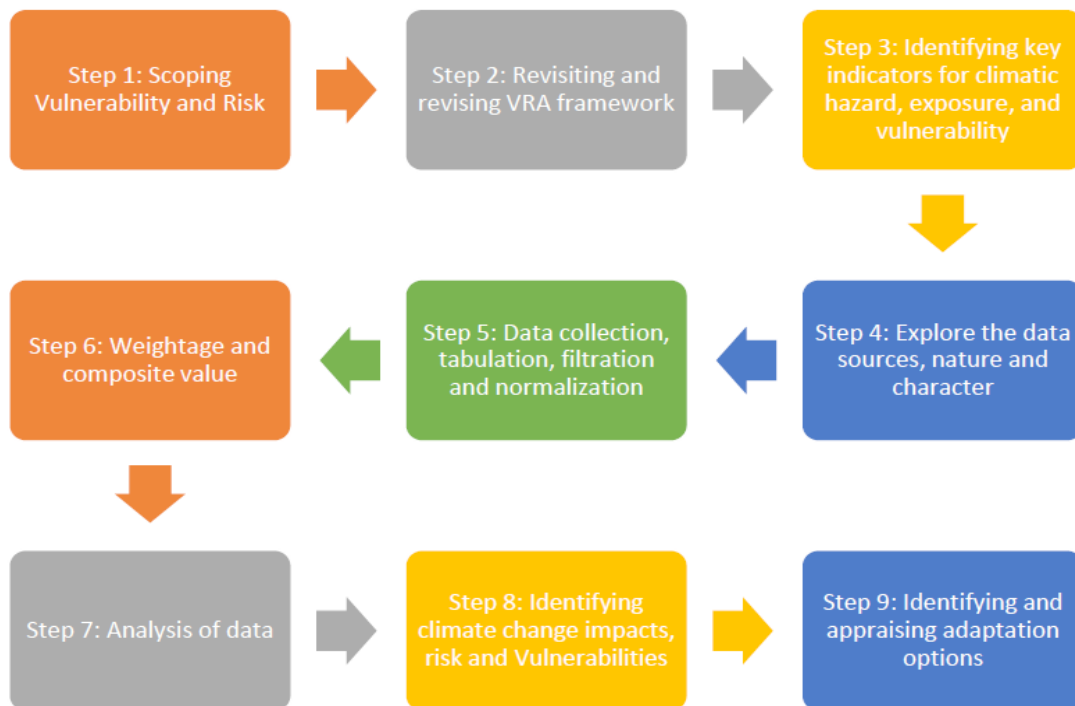 Step 1: Scoping
Vulnerability and Risk
Step 2: Revisiting and
revising VRA framework
Step 3: Identifying key
indicators for climatic
hazard, exposure, and
vulnerability
Step 4: Explore the data
sources, nature and
character
Step 5: Data collection,
tabulation, filtration
and normalization
Step 6: Weightage and
composite value
Step 7: Analysis of data
Step 8: Identifying
climate change impacts,
risk and Vulnerabilities
Step 9: Identifying and
appraising adaptation
options